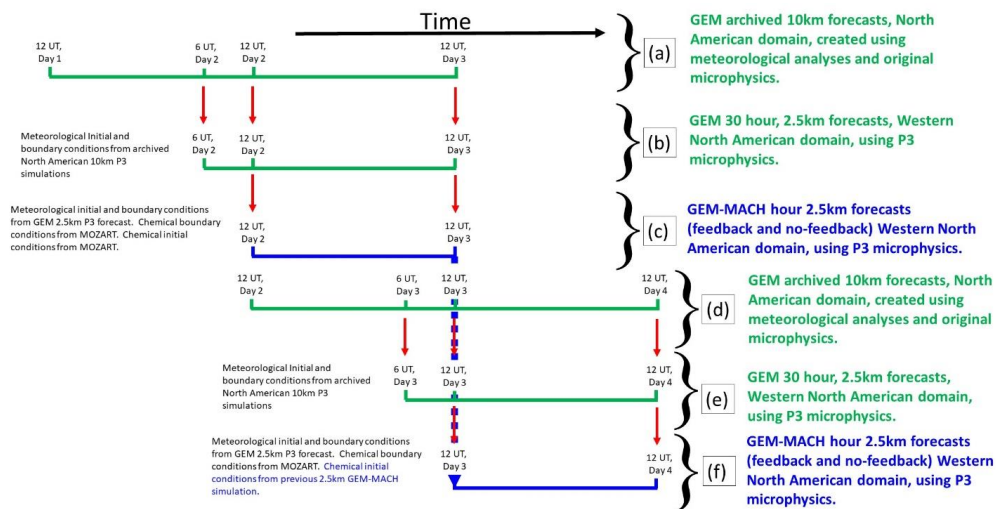 Time
12 UT,
Day 1
6 UT,
Day 2
12 UT,
Day 2
12 UT,
Day 3
(a)
GEM archived 10km forecasts, North
American domain, created using
meteorological analyses and original
microphysics.
Meteorological Initial and
boundary conditions from archived
North American 10km P3
simulations
6 UT,
Day 2
12 UT,
Day 2
12 UT,
Day 3
(b)
GEM 30 hour, 2.5km forecasts, Western
North American domain, using P3
microphysics.
Meteorological initial and boundary conditions
from GEM 2.5km P3 forecast. Chemical boundary
conditions from MOZART. Chemical initial
conditions from MOZART.
12 UT,
Day 2
12 UT,
Day 3
(c)
GEM-MACH hour 2.5km forecasts
(feedback and no-feedback) Western North
American domain, using P3 microphysics.
12 UT,
Day 2
6 UT,
Day 3
12 UT,
Day 3
12 UT,
Day 4
(d)
GEM archived 10km forecasts, North
American domain, created using
meteorological analyses and original
microphysics.
Meteorological Initial and
boundary conditions from archived
North American 10km P3
simulations
6 UT,
Day 3
12 UT,
Day 3
12 UT,
Day 4
(e)
GEM 30 hour, 2.5km forecasts,
Western North American domain,
using P3 microphysics.
Meteorological initial and boundary conditions
from GEM 2.5km P3 forecast. Chemical boundary
conditions from MOZART. Chemical initial
conditions from previous 2.5km GEM-MACH
simulation.
12 UT,
Day 3
12 UT,
Day 4
(f)
GEM-MACH hour 2.5km forecasts
(feedback and no-feedback) Western
North American domain, using P3
microphysics.